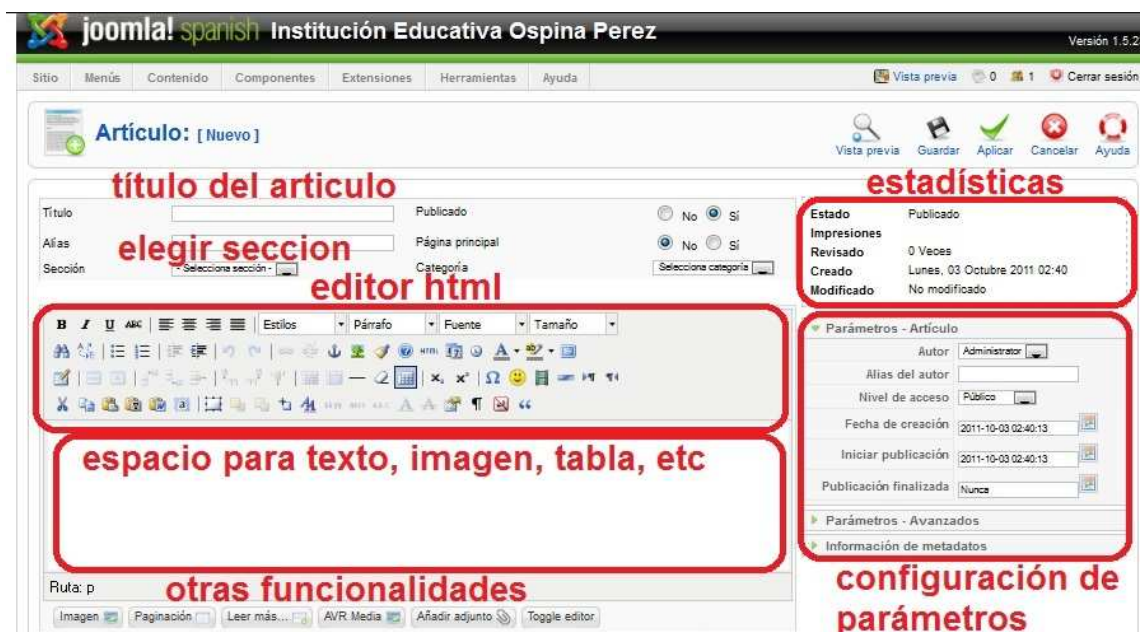 joomla! spanish Institución Educativa Ospina Perez
Versión 1.5.2
Sitio Menús Contenido Componentes Extensiones Herramientas Ayuda
Vista previa 0 1 Cerrar sesión
Artículo: [ Nuevo ]
Vista previa Guardar Aplicar Cancelar Ayuda
título del articulo
estadísticas
Título Publicado No Sí
Alias Página principal No Sí
elegir seccion
Sección - Selecciona sección - Categoría Selecciona categoría
editor html
Estado Publicado
Impresiones
Revisado 0 Veces
Creado Lunes, 03 Octubre 2011 02:40
Modificado No modificado
B I U ABC Estilos Párrafo Fuente Tamaño
HTML
espacio para texto, imagen, tabla, etc
Parámetros - Artículo
Autor Administrator
Alias del autor
Nivel de acceso Público
Fecha de creación 2011-10-03 02:40:13
Iniciar publicación 2011-10-03 02:40:13
Publicación finalizada Nunca
Parámetros - Avanzados
Información de metadatos
configuración de
parámetros
Ruta: p
otras funcionalidades
Imagen Paginación Leer más... AVR Media Añadir adjunto Toggle editor